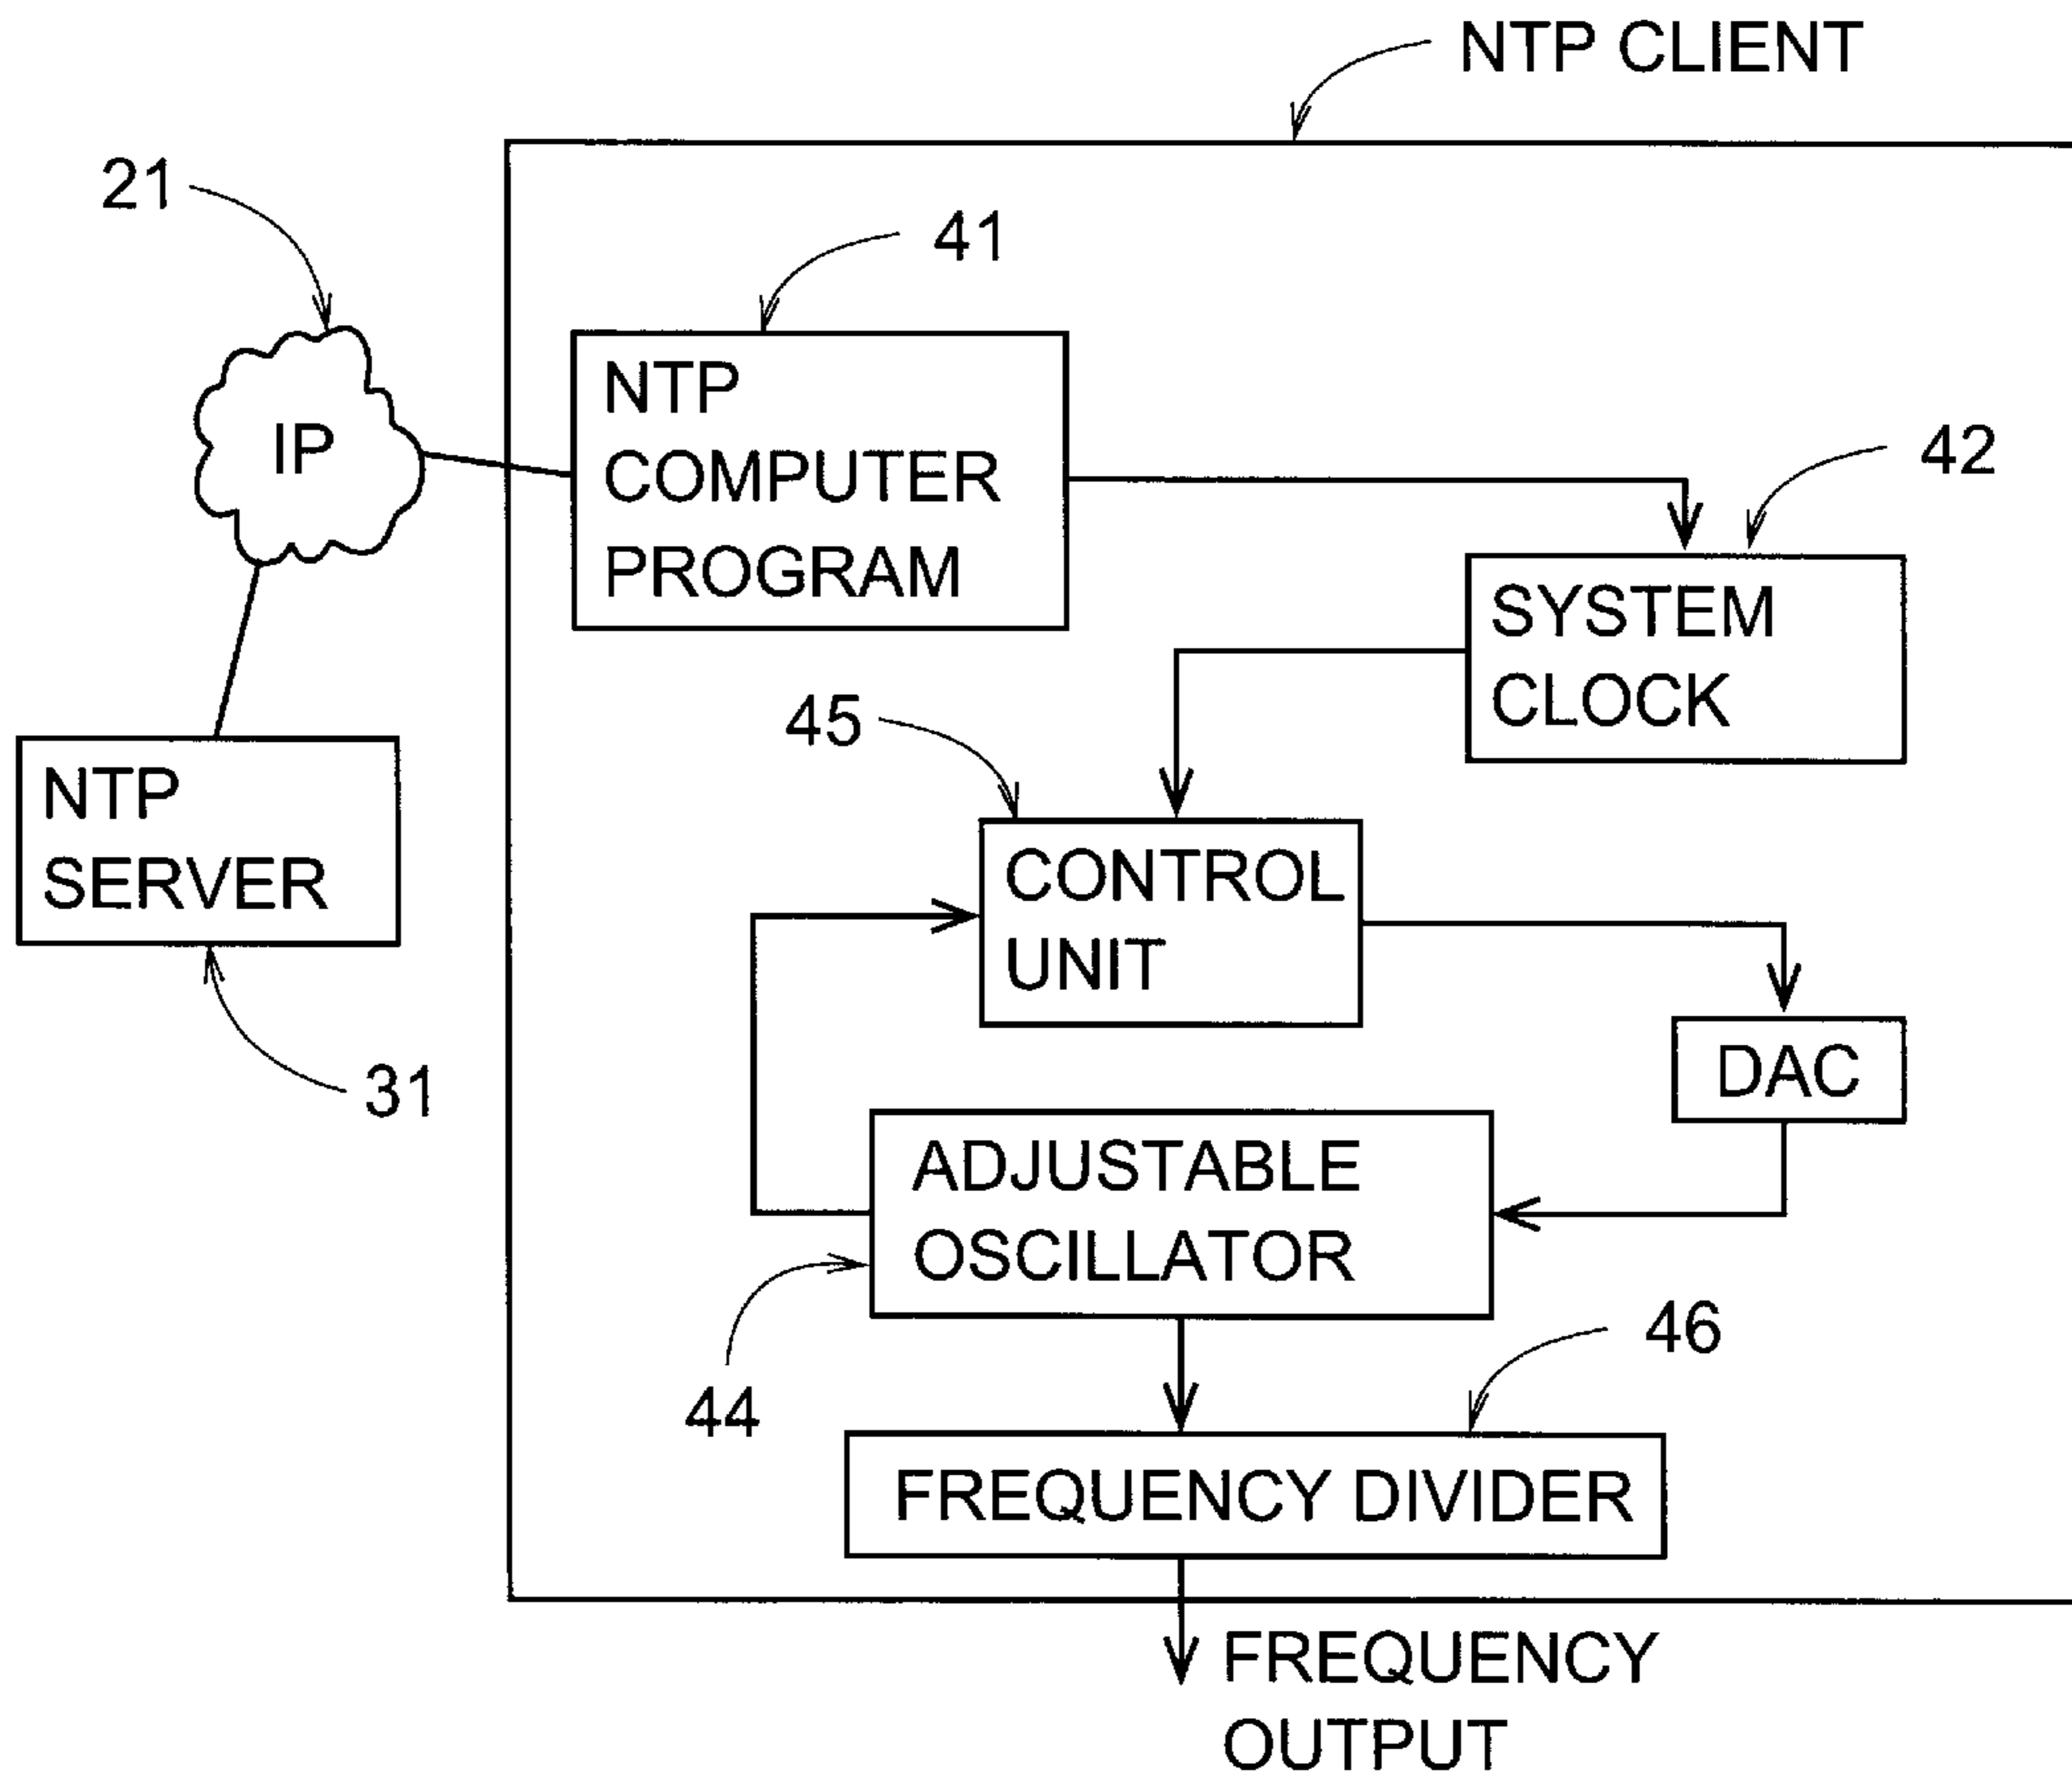 NTP CLIENT
21
41
NTP
COMPUTER
PROGRAM
IP
42
SYSTEM
CLOCK
45
NTP
SERVER
CONTROL
UNIT
31
DAC
ADJUSTABLE
OSCILLATOR
44
46
FREQUENCY DIVIDER
FREQUENCY
OUTPUT